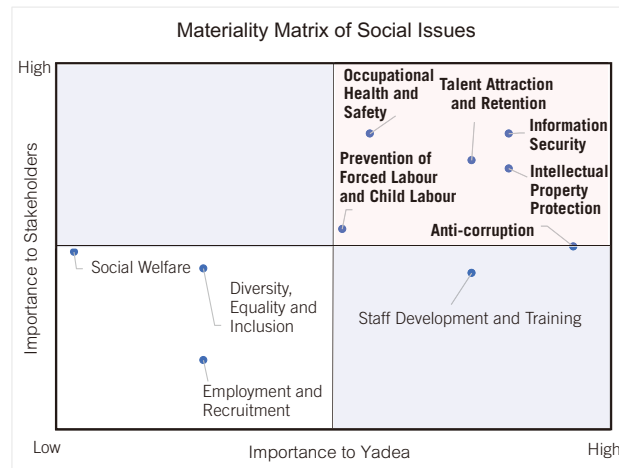 Materiality Matrix of Social Issues
High
Importance to Stakeholders
Occupational
Health and
Safety
Talent Attraction
and Retention
Information
Security
Prevention of
Forced Labour
and Child Labour
Intellectual
Property
Protection
Anti-corruption
Social Welfare
Diversity,
Equality and
Inclusion
Staff Development and Training
Employment and
Recruitment
Low
Importance to Yadea
High